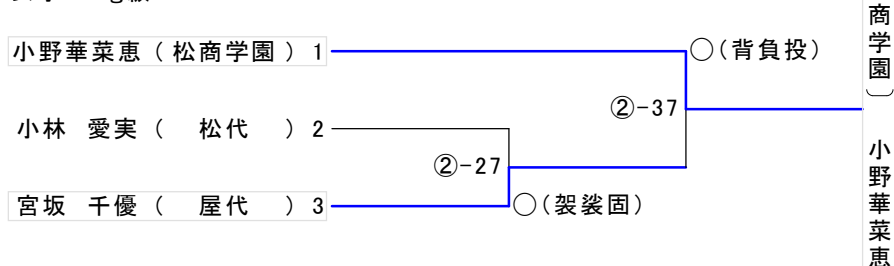 小野華菜恵 ( 松商学園 ) 1
○(背負投)
②-37
小林 愛実 ( 松代 ) 2
②-27
宮坂 千優 ( 屋代 ) 3
○(袈裟固)
商学園) 小野華菜恵